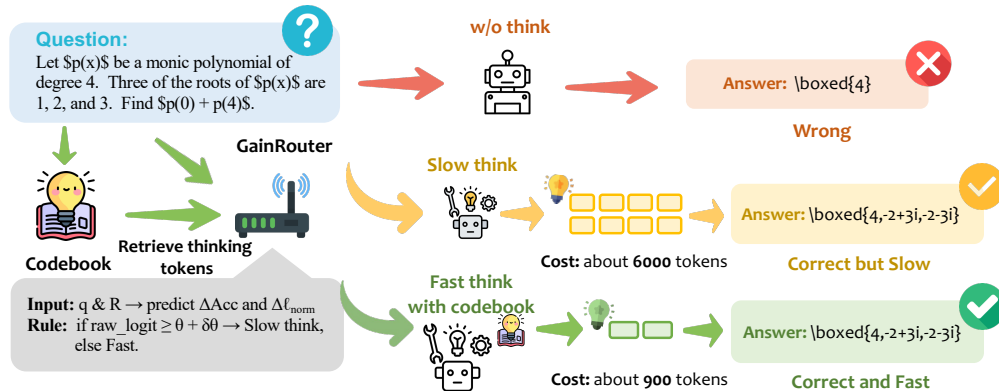 Question:
Let $p(x)$ be a monic polynomial of
degree 4. Three of the roots of $p(x)$ are
1, 2, and 3. Find $p(0) + p(4)$.
?
w/o think
Answer: \boxed{4}
Wrong
GainRouter
Codebook
Retrieve thinking
tokens
Slow think
Cost: about 6000 tokens
Answer: \boxed{4,-2+3i,-2-3i}
Correct but Slow
Input: q & R → predict ΔAcc and Δℓnorm
Rule: if raw_logit ≥ θ + δθ → Slow think,
else Fast.
Fast think
with codebook
Cost: about 900 tokens
Answer: \boxed{4,-2+3i,-2-3i}
Correct and Fast